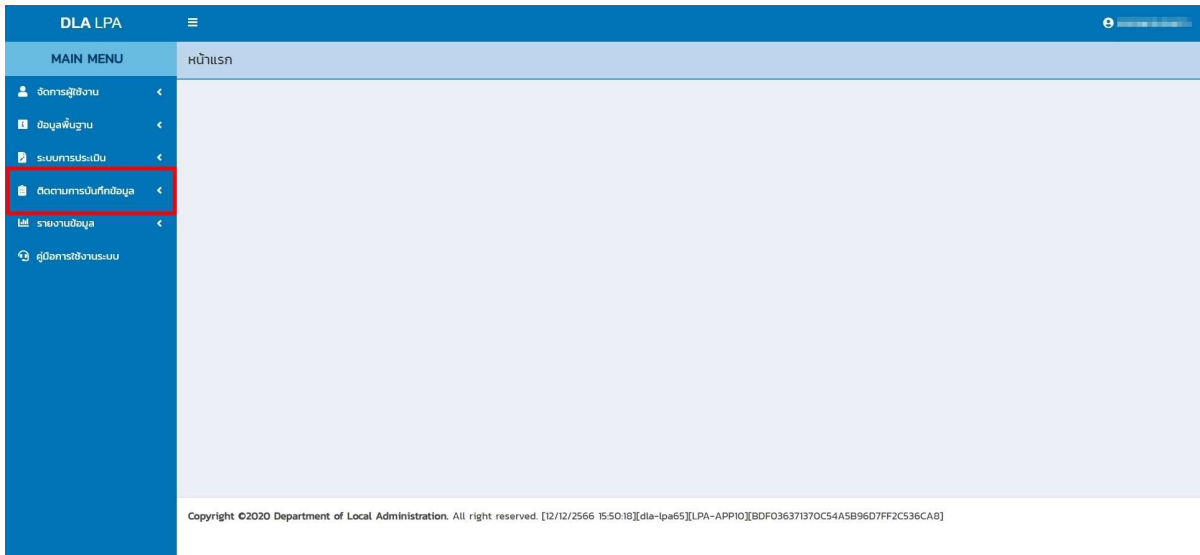 DLA LPA
MAIN MENU
หน้าแรก
จัดการผู้ใช้งาน
ข้อมูลพื้นฐาน
ระบบการประเมิน
ติดตามการบันทึกข้อมูล
รายงานข้อมูล
คู่มือการใช้งานระบบ
Copyright ©2020 Department of Local Administration. All right reserved. [12/12/2566 15:50:18][dla-lpa65][LPA-APP10][BDF036371370C54A5B96D7FF2C536CA8]